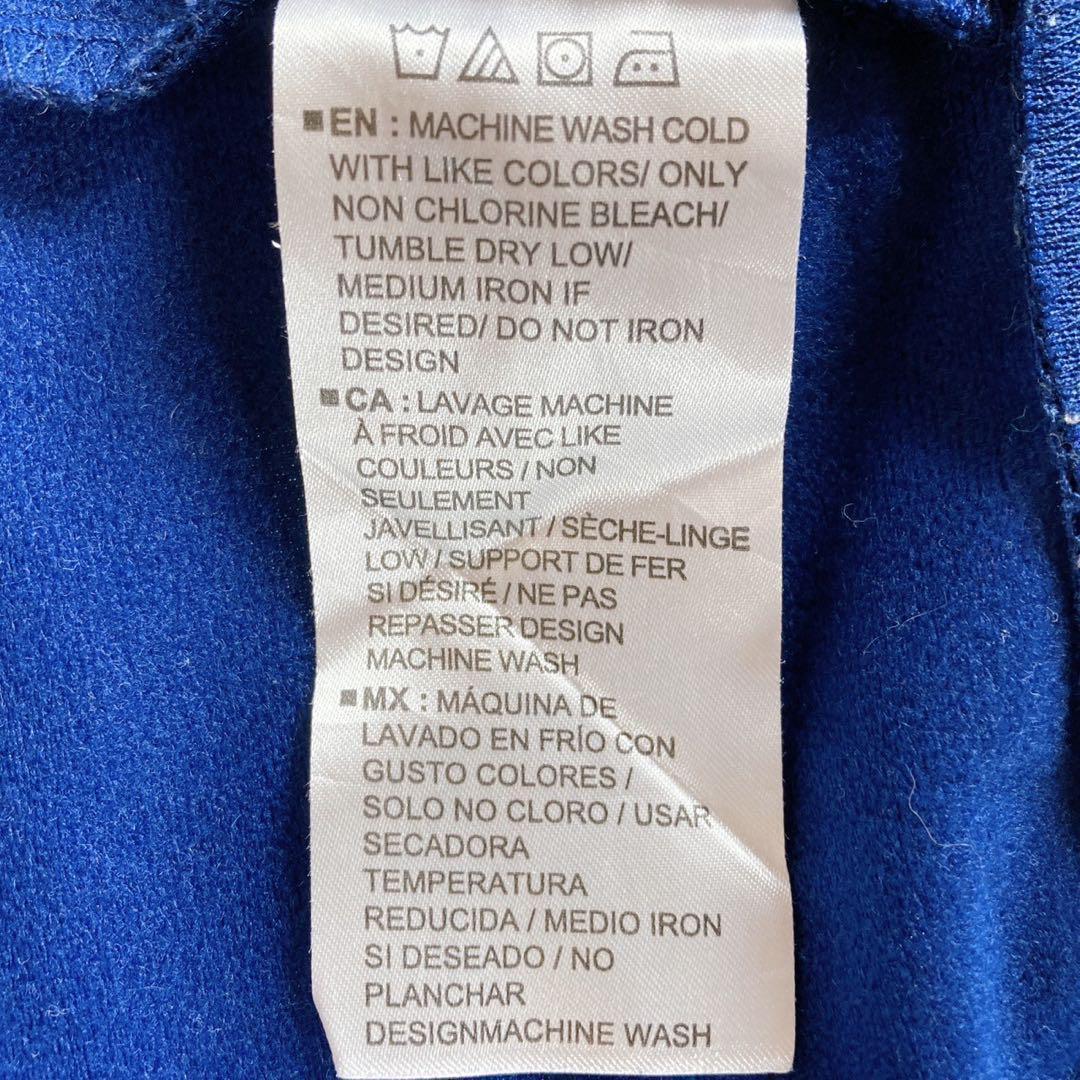 ■ EN : MACHINE WASH COLD
WITH LIKE COLORS/ ONLY
NON CHLORINE BLEACH/
TUMBLE DRY LOW/
MEDIUM IRON IF
DESIRED/ DO NOT IRON
DESIGN
■ CA : LAVAGE MACHINE
À FROID AVEC LIKE
COULEURS / NON
SEULEMENT
JAVELLISANT / SÈCHE-LINGE
LOW / SUPPORT DE FER
SI DÉSIRÉ / NE PAS
REPASSER DESIGN
MACHINE WASH
■ MX : MÁQUINA DE
LAVADO EN FRÍO CON
GUSTO COLORES /
SOLO NO CLORO / USAR
SECADORA
TEMPERATURA
REDUCIDA / MEDIO IRON
SI DESEADO / NO
PLANCHAR
DESIGNMACHINE WASH